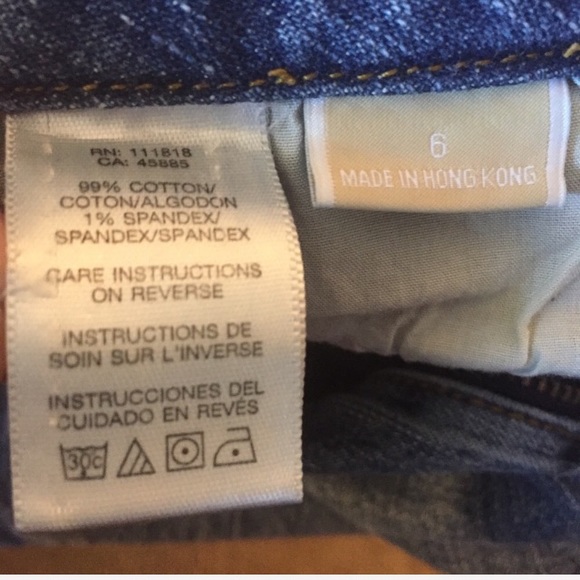 RN: 111818
CA: 45885
99% COTTON/
COTON/ALGODON
1% SPANDEX/
SPANDEX/SPANDEX
CARE INSTRUCTIONS
ON REVERSE
INSTRUCTIONS DE
SOIN SUR L'INVERSE
INSTRUCCIONES DEL
CUIDADO EN REVÉS
30C
6
MADE IN HONG KONG